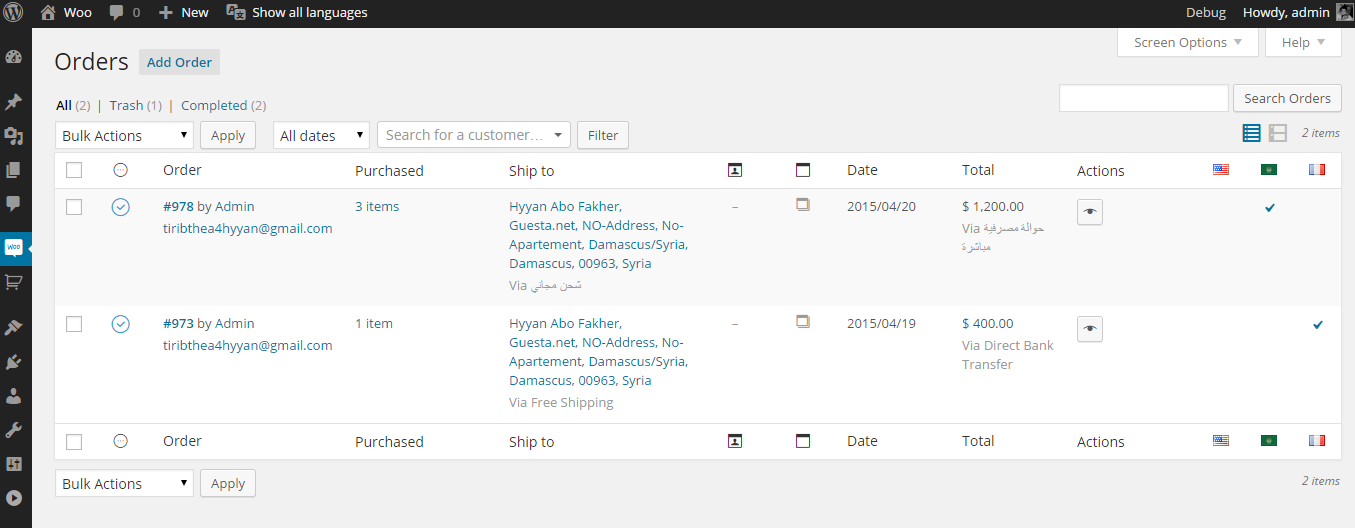 Woo 0 New Show all languages Debug Howdy, admin
Screen Options Help
Orders Add Order
All (2) | Trash (1) | Completed (2) Search Orders
Bulk Actions Apply All dates Search for a customer… Filter 2 items
Order Purchased Ship to Date Total Actions
#978 by Admin
tiribthea4hyyan@gmail.com
3 items
Hyyan Abo Fakher,
Guesta.net, NO-Address, No-
Apartement, Damascus/Syria,
Damascus, 00963, Syria
Via شحن مجاني
–
2015/04/20
$ 1,200.00
Via حوالة مصرفية
مباشرة
#973 by Admin
tiribthea4hyyan@gmail.com
1 item
Hyyan Abo Fakher,
Guesta.net, NO-Address, No-
Apartement, Damascus/Syria,
Damascus, 00963, Syria
Via Free Shipping
–
2015/04/19
$ 400.00
Via Direct Bank
Transfer
Order Purchased Ship to Date Total Actions
Bulk Actions Apply 2 items